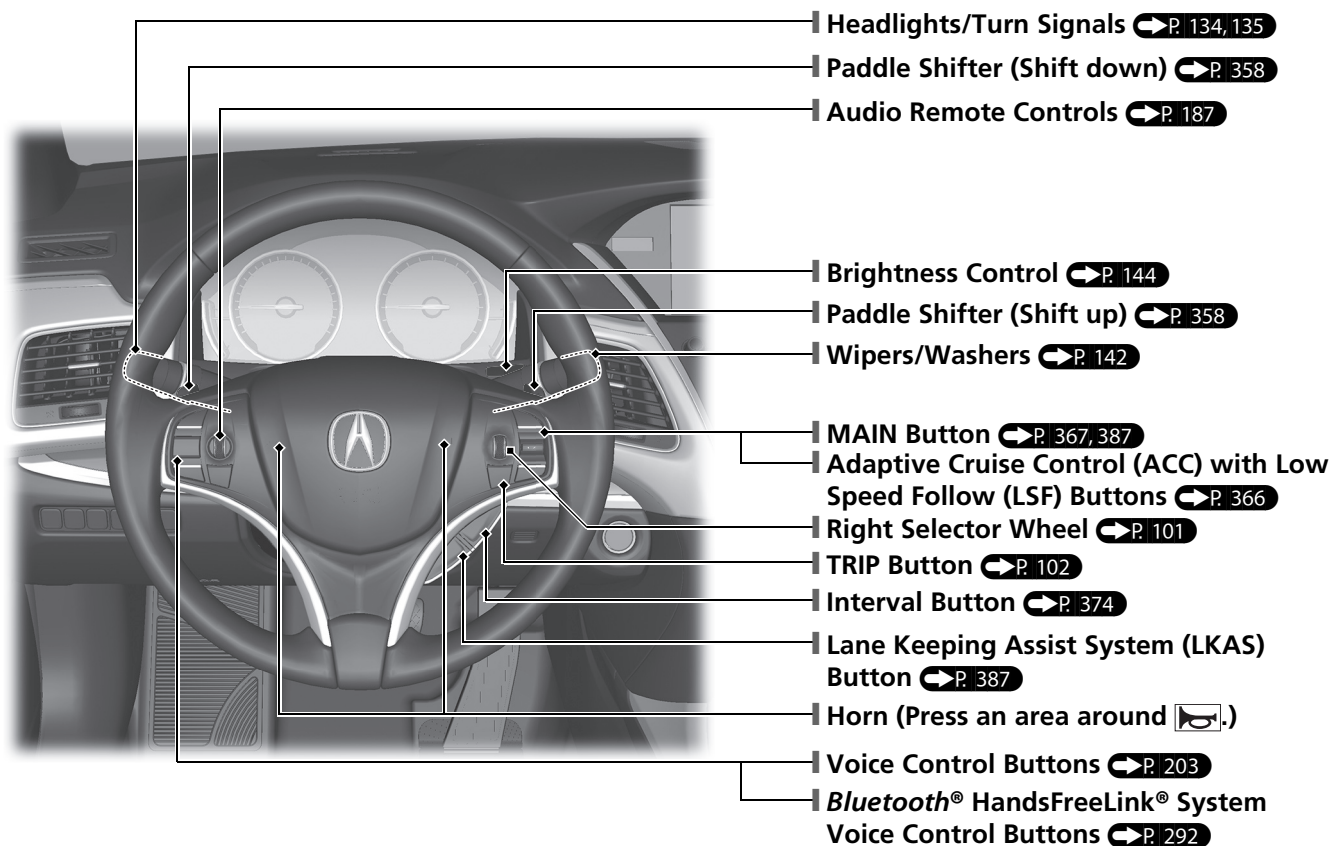 Headlights/Turn Signals P. 134, 135
Paddle Shifter (Shift down) P. 358
Audio Remote Controls P. 187
Brightness Control P. 144
Paddle Shifter (Shift up) P. 358
Wipers/Washers P. 142
MAIN Button P. 367, 387
Adaptive Cruise Control (ACC) with Low
Speed Follow (LSF) Buttons P. 366
Right Selector Wheel P. 101
TRIP Button P. 102
Interval Button P. 374
Lane Keeping Assist System (LKAS)
Button P. 387
Horn (Press an area around .)
Voice Control Buttons P. 203
Bluetooth® HandsFreeLink® System
Voice Control Buttons P. 292